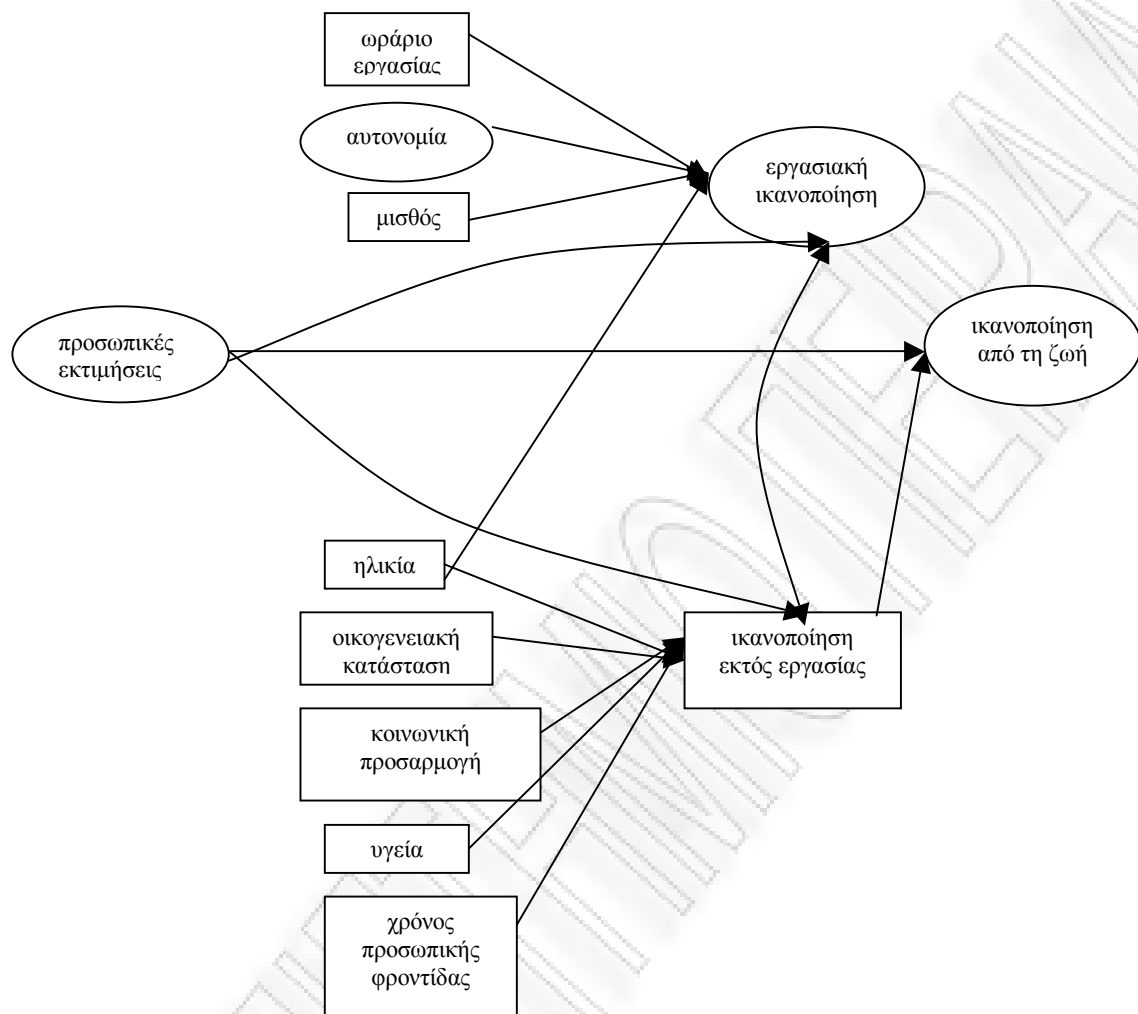 ωράριο
εργασίας
αυτονομία
μισθός
εργασιακή
ικανοποίηση
προσωπικές
εκτιμήσεις
ικανοποίηση
από τη ζωή
ηλικία
οικογενειακή
κατάσταση
κοινωνική
προσαρμογή
υγεία
χρόνος
προσωπικής
φροντίδας
ικανοποίηση
εκτός εργασίας